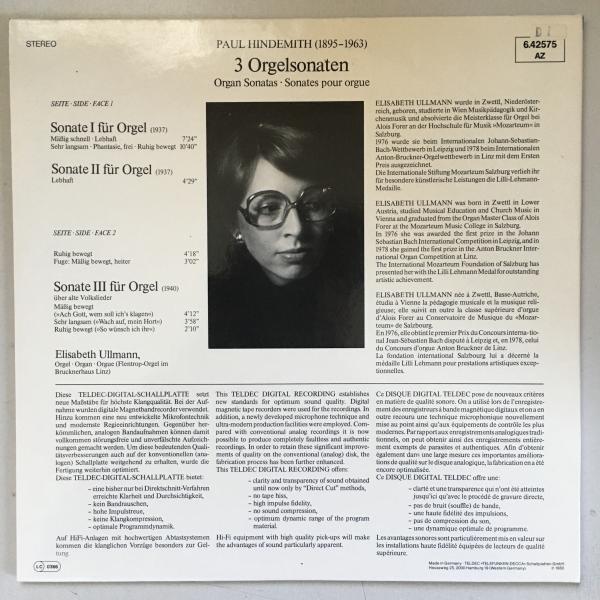 STEREO
PAUL HINDEMITH (1895-1963)
3 Orgelsonaten
Organ Sonatas · Sonates pour orgue
D 1
6.42575
AZ
SEITE · SIDE · FACE 1
Sonate I für Orgel (1937)
Mäßig schnell · Lebhaft 7'24"
Sehr langsam · Phantasie, frei · Ruhig bewegt 10'40"
Sonate II für Orgel (1937)
Lebhaft 4'29"
SEITE · SIDE · FACE 2
Ruhig bewegt 4'18"
Fuge: Mäßig bewegt, heiter 3'02"
Sonate III für Orgel (1940)
über alte Volkslieder
Mäßig bewegt
(»Ach Gott, wem soll ich's klagen«) 4'12"
Sehr langsam (»Wach auf, mein Hort«) 3'58"
Ruhig bewegt (»So wünsch ich ihr«) 2'10"
Elisabeth Ullmann,
Orgel · Organ · Orgue (Flentrop-Orgel im
Brucknerhaus Linz)
ELISABETH ULLMANN wurde in Zwettl, Niederöster-
reich, geboren, studierte in Wien Musikpädagogik und Kir-
chenmusik und absolvierte die Meisterklasse für Orgel bei
Alois Forer an der Hochschule für Musik »Mozarteum« in
Salzburg.
1976 wurde sie beim Internationalen Johann-Sebastian-
Bach-Wettbewerb in Leipzig und 1978 beim Internationalen
Anton-Bruckner-Orgelwettbewerb in Linz mit dem Ersten
Preis ausgezeichnet.
Die Internationale Stiftung Mozarteum Salzburg verlieh ihr
für besondere künstlerische Leistungen die Lilli-Lehmann-
Medaille.
ELISABETH ULLMANN was born in Zwettl in Lower
Austria, studied Musical Education and Church Music in
Vienna and graduated from the Organ Master Class of Aloys
Forer at the Mozarteum Music College in Salzburg.
In 1976 she was awarded the first prize in the Johann
Sebastian Bach International Competition in Leipzig, and in
1978 she gained the first prize in the Anton Bruckner Inter-
national Organ Competition at Linz.
The International Mozarteum Foundation of Salzburg has
presented her with the Lilli Lehmann Medal for outstanding
artistic achievement.
ELISABETH ULLMANN née à Zwettl, Basse-Autriche,
étudia à Vienne la pédagogie musicale et la musique reli-
gieuse; elle suivit en outre la classe supérieure d'orgue
d'Alois Forer au Conservatoire de Musique du »Mozar-
teum« de Salzbourg.
En 1976, elle obtint le premier Prix du Concours internatio-
nal Jean-Sébastien Bach disputé à Leipzig et, en 1978, celui
du Concours d'orgue Anton Bruckner de Linz.
La fondation international Salzburg lui a décerné la
médaille Lilli Lehmann pour prestations artistiques excep-
tionnelles.
Diese TELDEC-DIGITAL-SCHALLPLATTE setzt
neue Maßstäbe für höchste Klangqualität. Bei der Auf-
nahme wurden digitale Magnetbandrecorder verwendet.
Hinzu kommen eine neu entwickelte Mikrofontechnik
und modernste Regieeinrichtungen. Gegenüber her-
kömmlichen, analogen Bandaufnahmen können damit
vollkommen störungsfreie und unverfälschte Aufzeich-
nungen gemacht werden. Um diese bedeutenden Quali-
tätsverbesserungen auch auf der konventionellen (ana-
logen) Schallplatte weitgehend zu erhalten, wurde die
Fertigung weiterhin optimiert.
Diese TELDEC-DIGITAL-SCHALLPLATTE bietet:
– eine bisher nur bei Direktschnitt-Verfahren
erreichte Klarheit und Durchsichtigkeit,
– kein Bandrauschen,
– hohe Impulstreue,
– keine Klangkompression,
– optimale Programmdynamik.
Auf HiFi-Anlagen mit hochwertigen Abtastsystemen
kommen die klanglichen Vorzüge besonders zur Gel-
tung.
This TELDEC DIGITAL RECORDING establishes
new standards for optimum sound quality. Digital
magnetic tape recorders were used for the recordings. In
addition, a newly developed microphone technique and
ultra-modern production facilities were employed. Com-
pared with conventional analog recordings it is now
possible to produce completely faultless and authentic
recordings. In order to retain these significant improve-
ments of quality on the conventional (analog) disk, the
fabrication process has been further enhanced.
This TELDEC DIGITAL RECORDING offers:
– clarity and transparency of sound obtained
until now only by "Direct Cut" methods,
– no tape hiss,
– high impulse fidelity,
– no sound compression,
– optimum dynamic range of the program
material.
Hi-Fi equipment with high quality pick-ups will make
the advantages of sound particularly apparent.
Ce DISQUE DIGITAL TELDEC pose de nouveaux critères
en matière de qualité sonore. On a utilisé lors de l'enregistre-
ment des enregistreurs à bande magnétique digitaux et on a en
outre recouru une technique microphonique nouvellement
mise au point ainsi qu'aux équipements de contrôle les plus
modernes. Par rapport aux enregistrements analogiques tradi-
tionnels, on peut obtenir ainsi des enregistrements entière-
ment exempts de parasites et authentiques. Afin d'obtenir
également dans une large mesure ces importantes améliora-
tions de qualité sur le disque analogique, la fabrication en a été
encore optimalisée.
Ce DISQUE DIGITAL TELDEC offre une:
– clarté et une transparence qui n'ont été atteintes
jusqu'ici qu'avec le procédé de gravure directe,
– pas de bruit (souffle) de bande,
– une haute fidélité des impulsions,
– pas de compression du son,
– une dynamique optimale de programme.
Les avantages sonores sont particulièrement mis en valeur sur
les installations haute fidélité équipées de lecteurs de qualité
supérieure.
LC 0366
Made in Germany · TELDEC »TELEFUNKEN-DECCA« Schallplatten GmbH
Heussweg 25, 2000 Hamburg 19 (Western Germany)